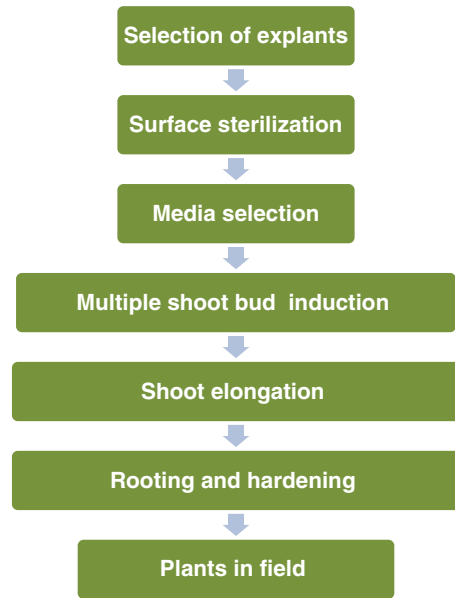 Selection of explants
Surface sterilization
Media selection
Multiple shoot bud induction
Shoot elongation
Rooting and hardening
Plants in field